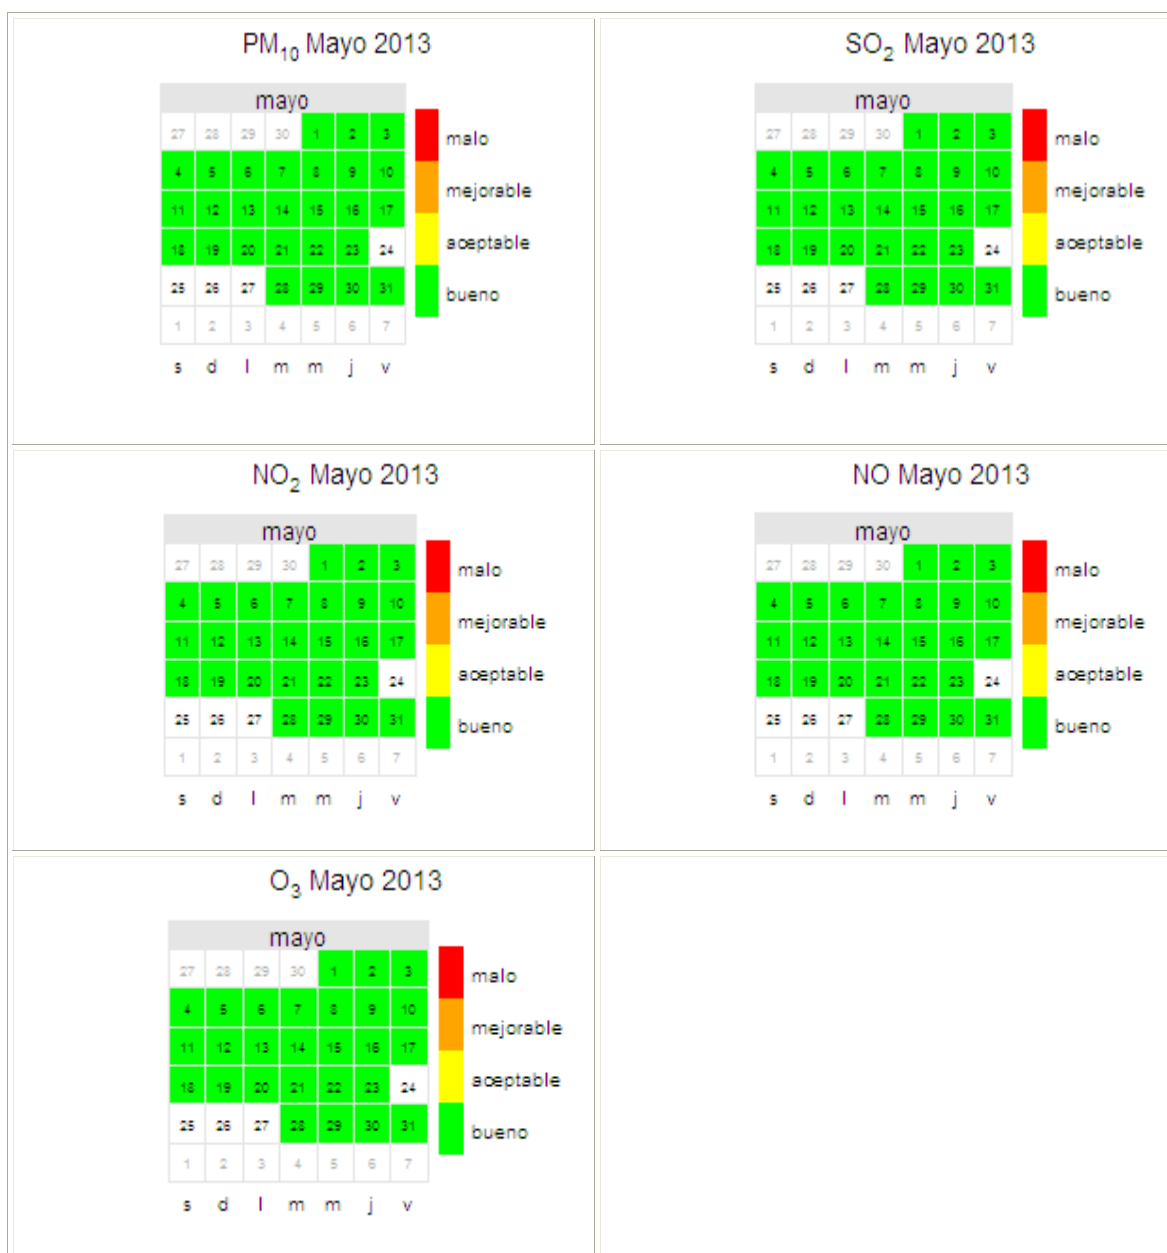 PM10 Mayo 2013
mayo
27 28 29 30 1 2 3
4 5 6 7 8 9 10
11 12 13 14 15 16 17
18 19 20 21 22 23 24
25 26 27 28 29 30 31
1 2 3 4 5 6 7
s d l m m j v
malo
mejorable
aceptable
bueno
SO2 Mayo 2013
mayo
27 28 29 30 1 2 3
4 5 6 7 8 9 10
11 12 13 14 15 16 17
18 19 20 21 22 23 24
25 26 27 28 29 30 31
1 2 3 4 5 6 7
s d l m m j v
malo
mejorable
aceptable
bueno
NO2 Mayo 2013
mayo
27 28 29 30 1 2 3
4 5 6 7 8 9 10
11 12 13 14 15 16 17
18 19 20 21 22 23 24
25 26 27 28 29 30 31
1 2 3 4 5 6 7
s d l m m j v
malo
mejorable
aceptable
bueno
NO Mayo 2013
mayo
27 28 29 30 1 2 3
4 5 6 7 8 9 10
11 12 13 14 15 16 17
18 19 20 21 22 23 24
25 26 27 28 29 30 31
1 2 3 4 5 6 7
s d l m m j v
malo
mejorable
aceptable
bueno
O3 Mayo 2013
mayo
27 28 29 30 1 2 3
4 5 6 7 8 9 10
11 12 13 14 15 16 17
18 19 20 21 22 23 24
25 26 27 28 29 30 31
1 2 3 4 5 6 7
s d l m m j v
malo
mejorable
aceptable
bueno